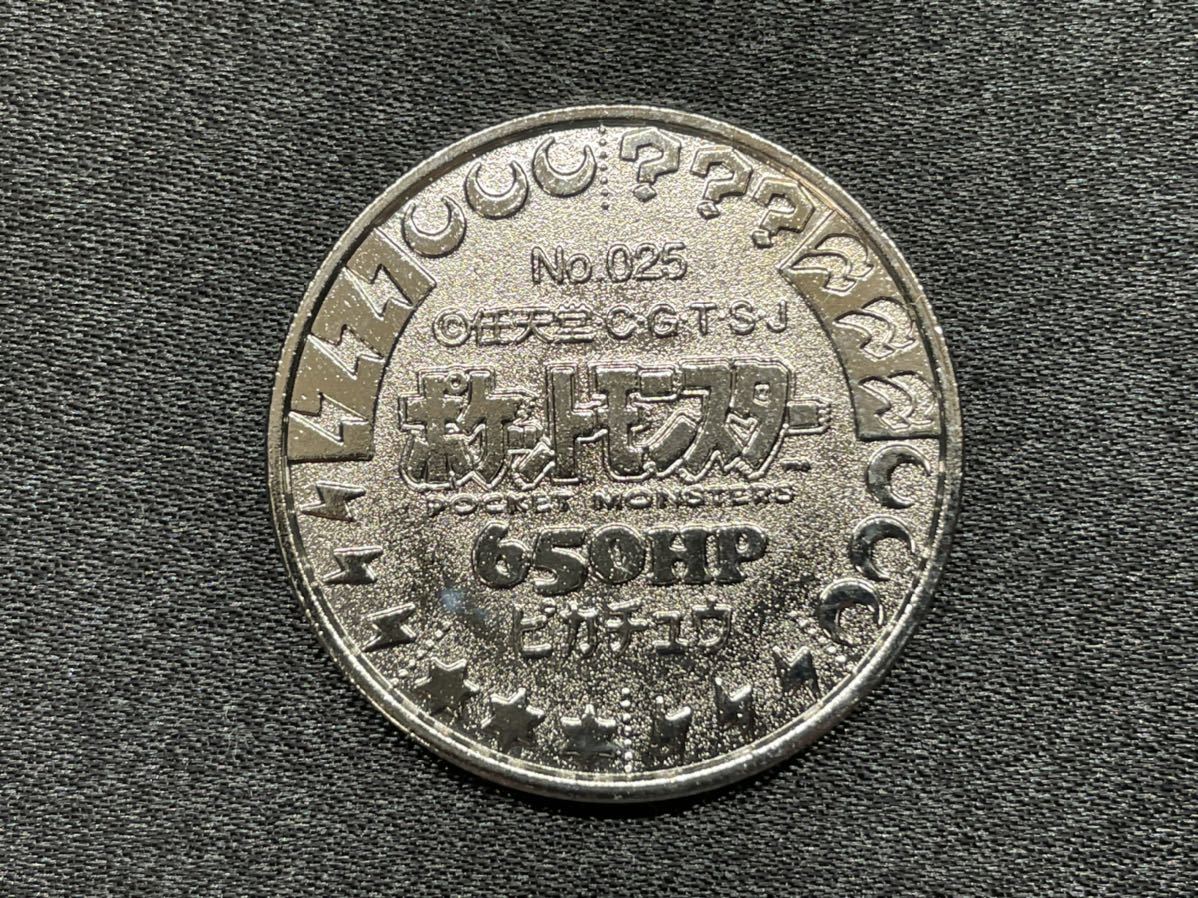 ? ? ?
No.025
©任天堂・C・G・T・S・J
ポケットモンスター
POCKET MONSTERS
650HP
ピカチュウ